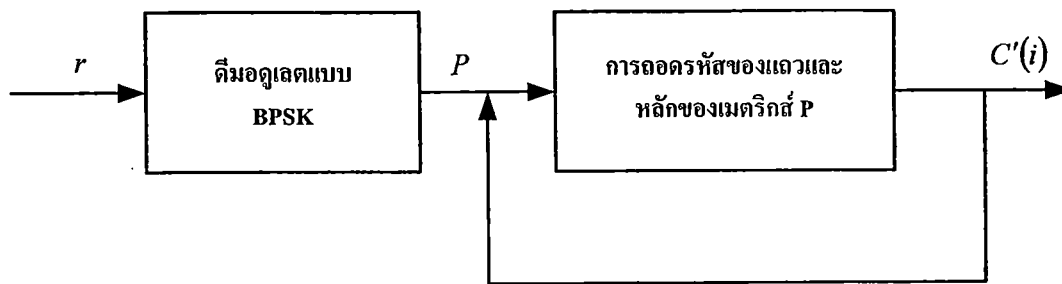 r
ดีมอดูเลตแบบ
BPSK
P
การถอดรหัสของแถวและ
หลักของเมตริกส์ P
C'(i)